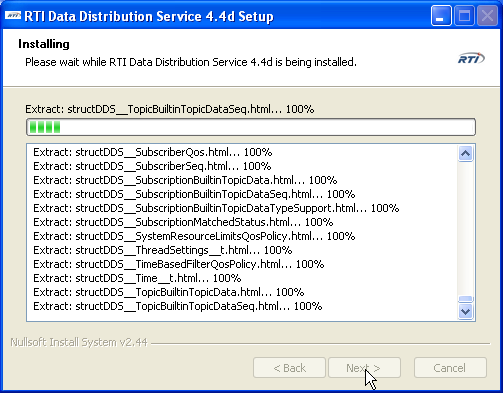 RTI Data Distribution Service 4.4d Setup
Installing
Please wait while RTI Data Distribution Service 4.4d is being installed.
RTI
Extract: structDDS__TopicBuiltinTopicDataSeq.html... 100%
Extract: structDDS__SubscriberQos.html... 100%
Extract: structDDS__SubscriberSeq.html... 100%
Extract: structDDS__SubscriptionBuiltinTopicData.html... 100%
Extract: structDDS__SubscriptionBuiltinTopicDataSeq.html... 100%
Extract: structDDS__SubscriptionBuiltinTopicDataTypeSupport.html... 100%
Extract: structDDS__SubscriptionMatchedStatus.html... 100%
Extract: structDDS__SystemResourceLimitsQosPolicy.html... 100%
Extract: structDDS__ThreadSettings__t.html... 100%
Extract: structDDS__TimeBasedFilterQosPolicy.html... 100%
Extract: structDDS__Time__t.html... 100%
Extract: structDDS__TopicBuiltinTopicData.html... 100%
Extract: structDDS__TopicBuiltinTopicDataSeq.html... 100%
Nullsoft Install System v2.44
< Back Next > Cancel